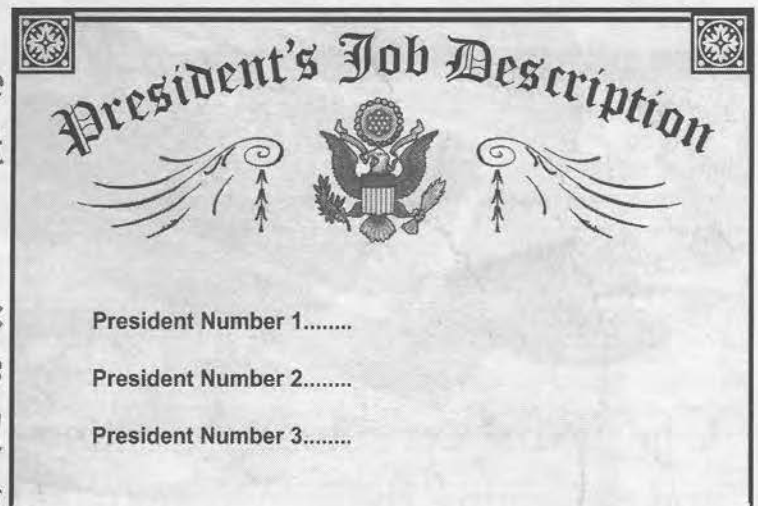 President's Job Description
President Number 1........
President Number 2........
President Number 3........